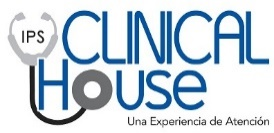 IPS
CLINICAL
HOUSE
Una Experiencia de Atención